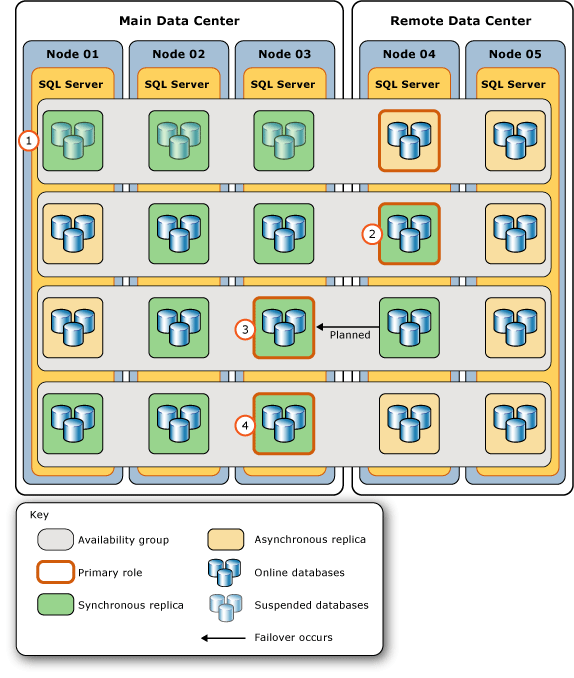 Main Data Center
Remote Data Center
Node 01
Node 02
Node 03
Node 04
Node 05
SQL Server
SQL Server
SQL Server
SQL Server
SQL Server
1
2
3
Planned
4
Key
Availability group
Asynchronous replica
Primary role
Online databases
Synchronous replica
Suspended databases
Failover occurs